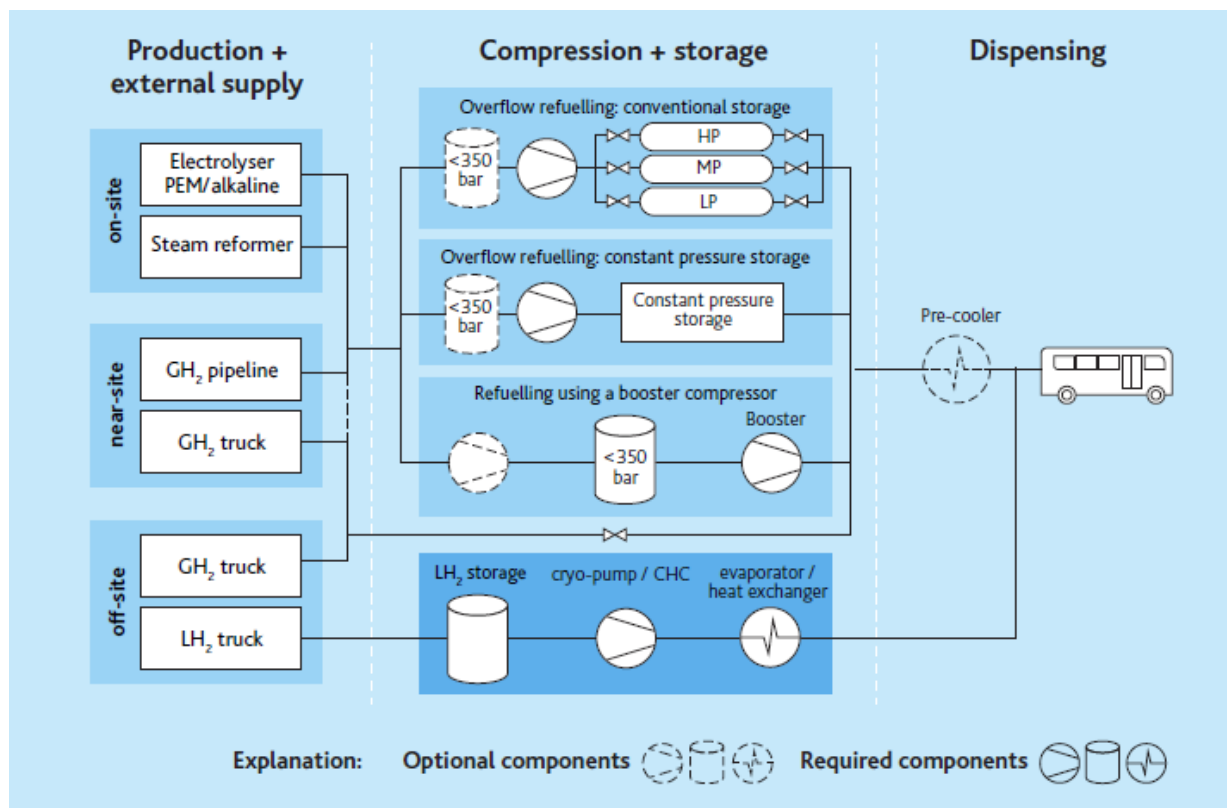 Production +
external supply
Compression + storage
Dispensing
on-site
Electrolyser
PEM/alkaline
Steam reformer
near-site
GH₂ pipeline
GH₂ truck
off-site
GH₂ truck
LH₂ truck
Overflow refuelling: conventional storage
<350
bar
HP
MP
LP
Overflow refuelling: constant pressure storage
<350
bar
Constant pressure
storage
Refuelling using a booster compressor
Booster
<350
bar
LH₂ storage
cryo-pump / CHC
evaporator /
heat exchanger
Pre-cooler
Explanation:
Optional components
Required components